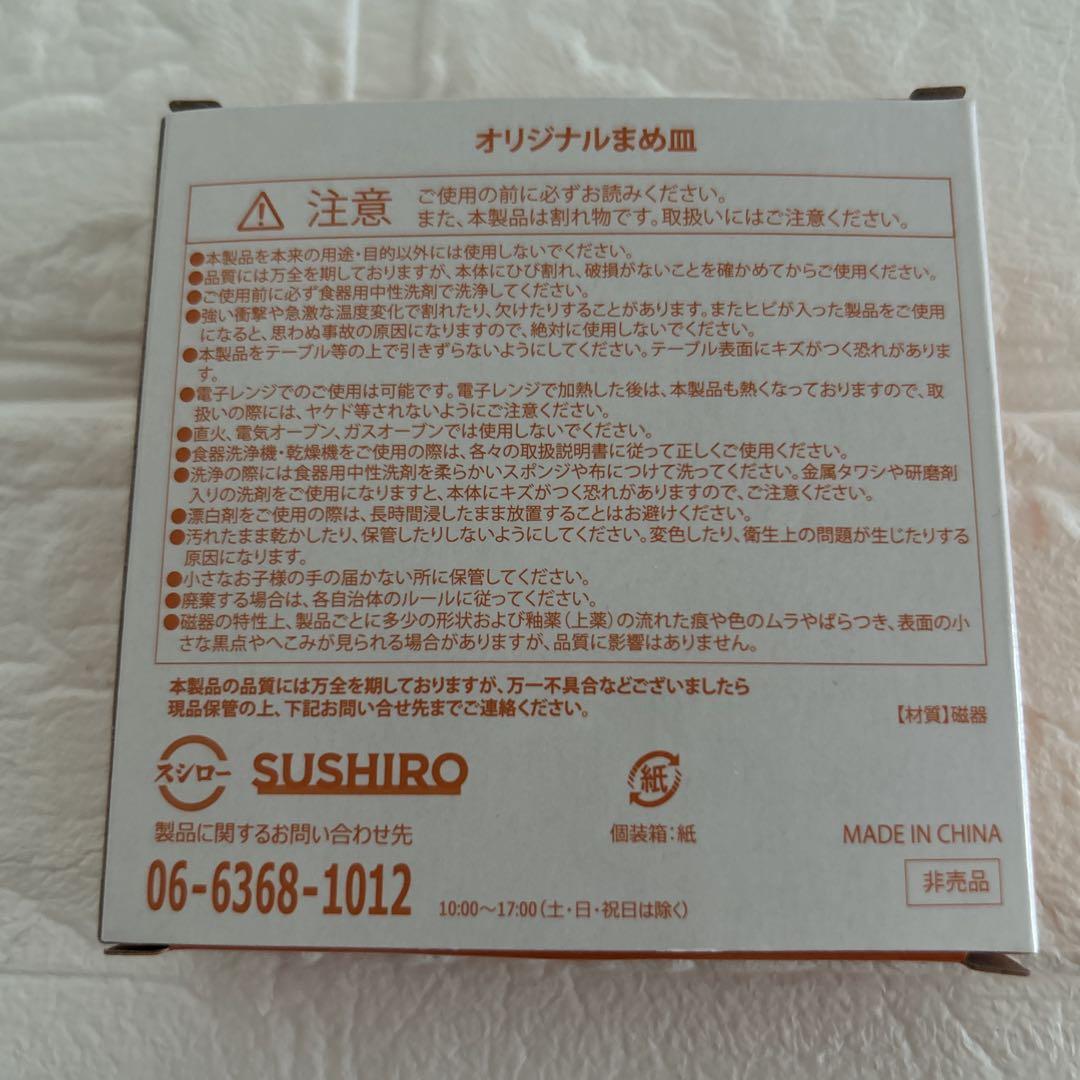 オリジナルまめ皿
注意
ご使用の前に必ずお読みください。
また、本製品は割れ物です。取扱いにはご注意ください。
●本製品を本来の用途・目的以外には使用しないでください。
●品質には万全を期しておりますが、本体にひび割れ、破損がないことを確かめてからご使用ください。
●ご使用前に必ず食器用中性洗剤で洗浄してください。
●強い衝撃や急激な温度変化で割れたり、欠けたりすることがあります。またヒビが入った製品をご使用
になると、思わぬ事故の原因になりますので、絶対に使用しないでください。
●本製品をテーブル等の上で引きずらないようにしてください。テーブル表面にキズがつく恐れがありま
す。
●電子レンジでのご使用は可能です。電子レンジで加熱した後は、本製品も熱くなっておりますので、取
扱いの際には、ヤケド等されないようにご注意ください。
●直火、電気オーブン、ガスオーブンでは使用しないでください。
●食器洗浄機・乾燥機をご使用の際は、各々の取扱説明書に従って正しくご使用ください。
●洗浄の際には食器用中性洗剤を柔らかいスポンジや布につけて洗ってください。金属タワシや研磨剤
入りの洗剤をご使用になりますと、本体にキズがつく恐れがありますので、ご注意ください。
●漂白剤をご使用の際は、長時間浸したまま放置することはお避けください。
●汚れたまま乾かしたり、保管したりしないようにしてください。変色したり、衛生上の問題が生じたりする
原因になります。
●小さなお子様の手の届かない所に保管してください。
●廃棄する場合は、各自治体のルールに従ってください。
●磁器の特性上、製品ごとに多少の形状および釉薬(上薬)の流れた痕や色のムラやばらつき、表面の小
さな黒点やへこみが見られる場合がありますが、品質に影響はありません。
本製品の品質には万全を期しておりますが、万一不具合などございましたら
現品保管の上、下記お問い合せ先までご連絡ください。
【材質】磁器
スシロー SUSHIRO
紙
製品に関するお問い合わせ先
個装箱:紙
MADE IN CHINA
06-6368-1012
10:00～17:00(土・日・祝日は除く)
非売品